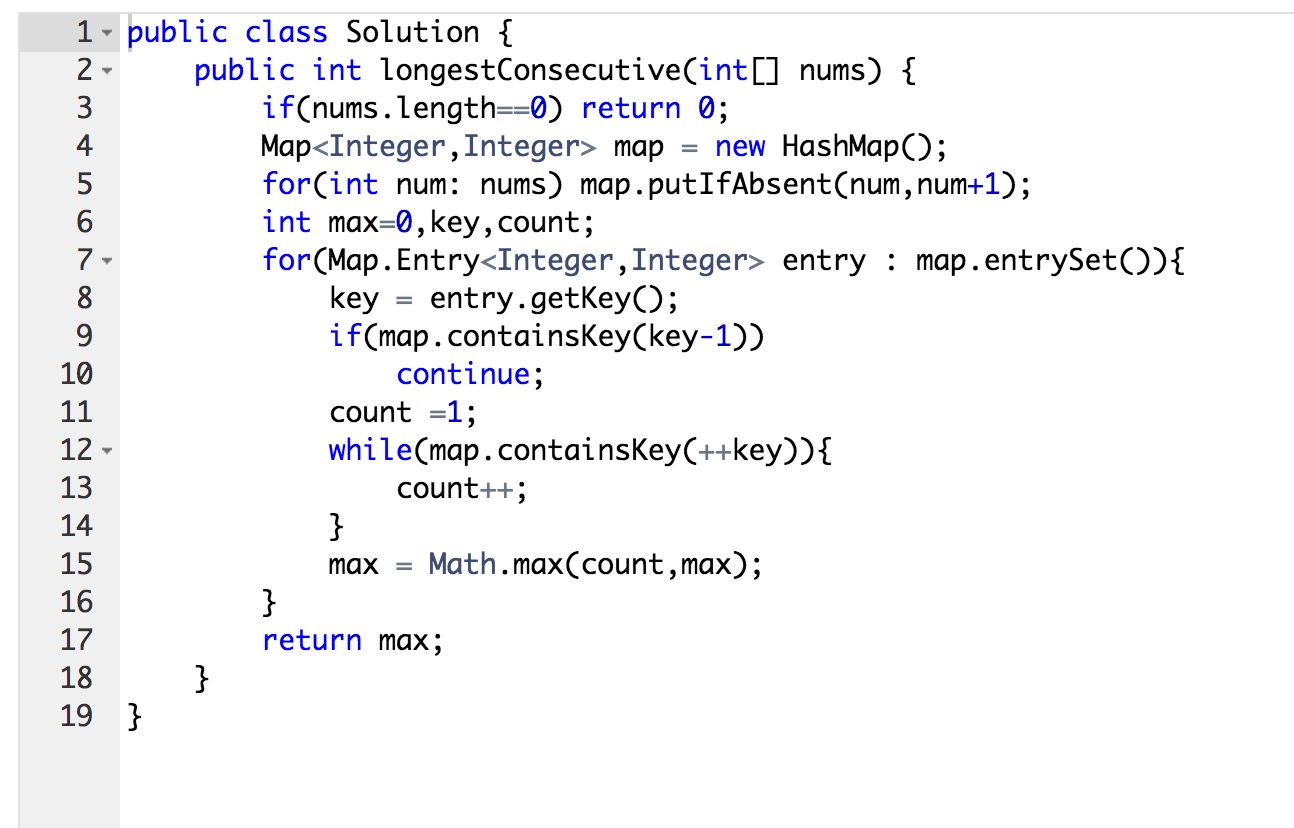 1 public class Solution {
2     public int longestConsecutive(int[] nums) {
3         if(nums.length==0) return 0;
4         Map<Integer,Integer> map = new HashMap();
5         for(int num: nums) map.putIfAbsent(num,num+1);
6         int max=0,key,count;
7         for(Map.Entry<Integer,Integer> entry : map.entrySet()){
8             key = entry.getKey();
9             if(map.containsKey(key-1))
10                 continue;
11             count =1;
12             while(map.containsKey(++key)){
13                 count++;
14             }
15             max = Math.max(count,max);
16         }
17         return max;
18     }
19 }